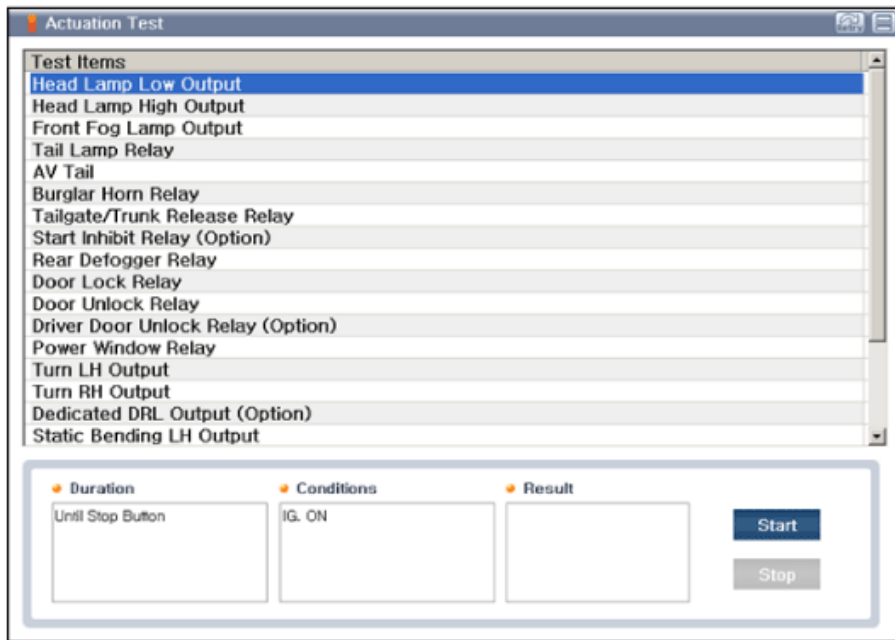 Actuation Test
Test Items
Head Lamp Low Output
Head Lamp High Output
Front Fog Lamp Output
Tail Lamp Relay
AV Tail
Burglar Horn Relay
Tailgate/Trunk Release Relay
Start Inhibit Relay (Option)
Rear Defogger Relay
Door Lock Relay
Door Unlock Relay
Driver Door Unlock Relay (Option)
Power Window Relay
Turn LH Output
Turn RH Output
Dedicated DRL Output (Option)
Static Bending LH Output
Duration Conditions Result
Until Stop Button IG. ON
Start
Stop